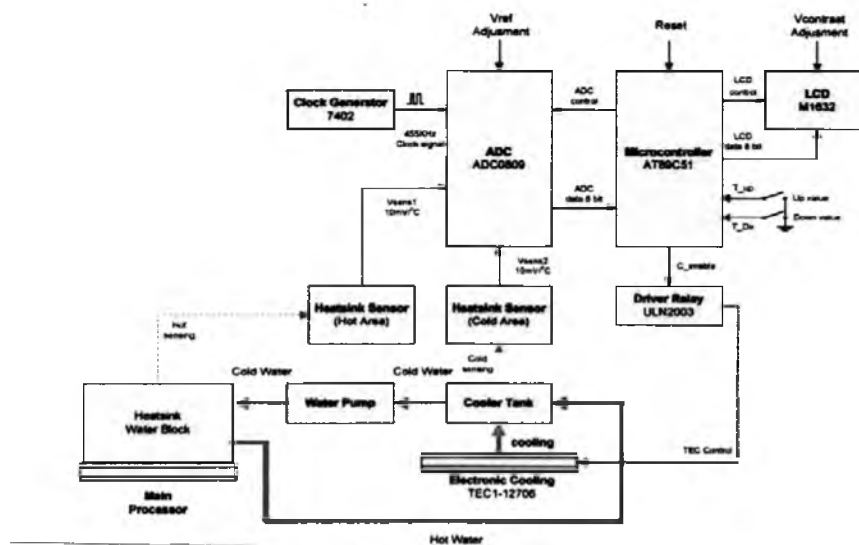 Vref
Adjusment
Reset
Vcontrast
Adjusment
Clock Generator
7402
455KHz
Clock signal
ADC
ADC0809
ADC
control
ADC
data 8 bit
Microcontroller
AT89C51
LCD
control
LCD
data 8 bit
LCD
M1632
T_up
Up value
T_Dn
Down value
Vsens1
10mV/°C
Vsens2
10mV/°C
C_enable
Heatsink Sensor
(Hot Area)
Heatsink Sensor
(Cold Area)
Driver Relay
ULN2003
Hot
sensing
Cold
sensing
Cold Water
Cold Water
Heatsink
Water Block
Water Pump
Cooler Tank
cooling
TEC Control
Electronic Cooling
TEC1-12706
Main
Processor
Hot Water